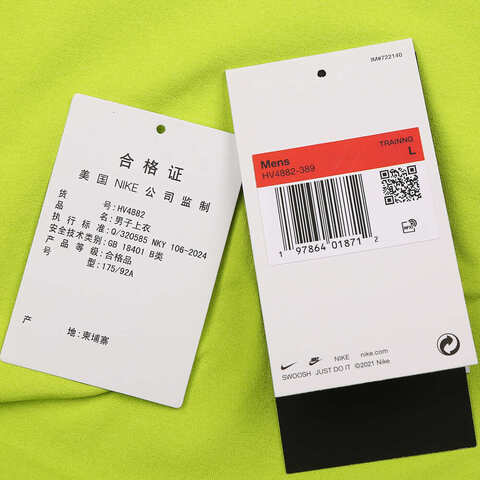 合格证
美国 NIKE 公司监制
货号:HV4882
品名:男子上衣
执行标准:Q/320585 NKY 106-2024
安全技术类别:GB 18401 B类
产品等级:合格品
号型:175/92A
产地:柬埔寨
IM#722140
TRAINNG
Mens L
HV4882-389
1 97864 01871 2
RFID
NIKE nike.com
SWOOSH JUST DO IT ©2021 Nike